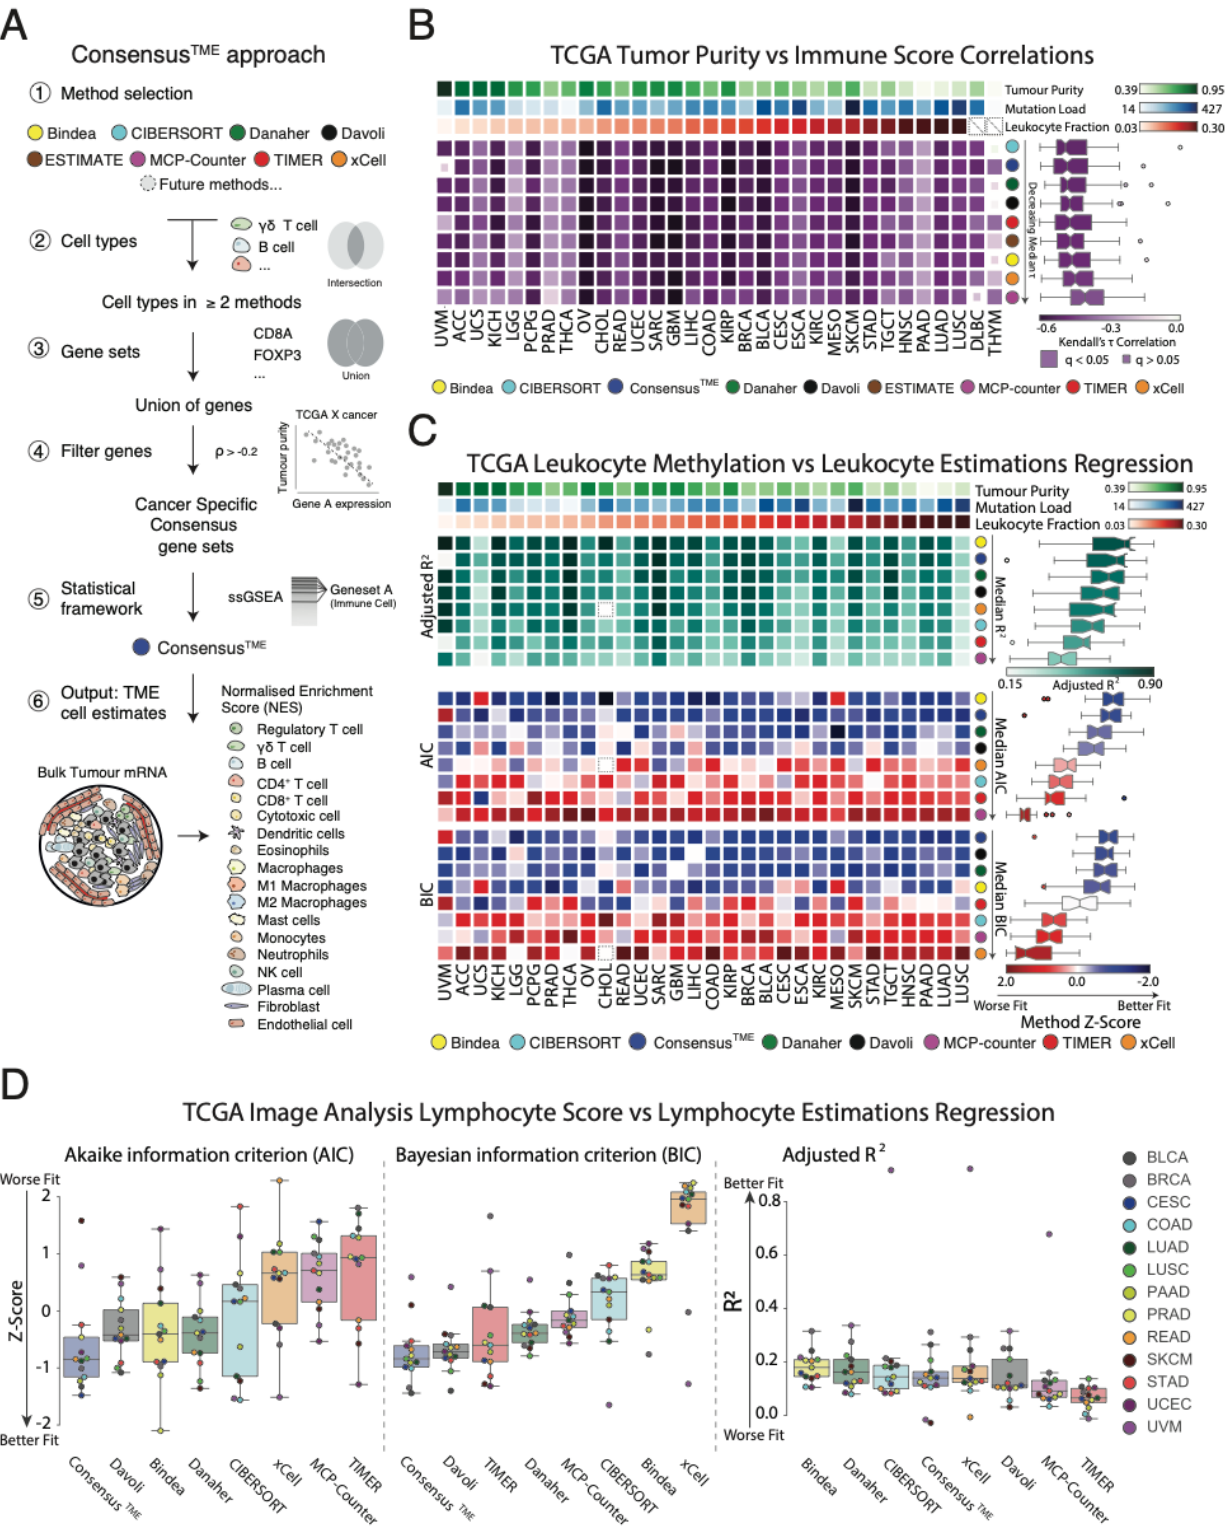 A
Consensus^TME approach
① Method selection
Bindea CIBERSORT Danaher Davoli
ESTIMATE MCP-Counter TIMER xCell
Future methods...
② Cell types
γδ T cell
B cell
...
Intersection
Cell types in ≥ 2 methods
③ Gene sets
CD8A
FOXP3
...
Union
Union of genes
④ Filter genes
ρ > -0.2
TCGA X cancer
Tumour purity
Gene A expression
Cancer Specific
Consensus
gene sets
⑤ Statistical
framework
ssGSEA
Geneset A
(Immune Cell)
Consensus^TME
⑥ Output: TME
cell estimates
Normalised Enrichment
Score (NES)
Regulatory T cell
γδ T cell
B cell
CD4+ T cell
CD8+ T cell
Cytotoxic cell
Dendritic cells
Eosinophils
Macrophages
M1 Macrophages
M2 Macrophages
Mast cells
Monocytes
Neutrophils
NK cell
Plasma cell
Fibroblast
Endothelial cell
Bulk Tumour mRNA
B
TCGA Tumor Purity vs Immune Score Correlations
Tumour Purity 0.39 0.95
Mutation Load 14 427
Leukocyte Fraction 0.03 0.30
Decreasing Median τ
UVM ACC UCS KICH LGG PCPG PRAD THCA OV CHOL READ UCEC SARC GBM LIHC COAD KIRP BRCA BLCA CESC ESCA KIRC MESO SKCM STAD TGCT HNSC PAAD LUAD LUSC DLBC THYM
-0.6 -0.3 0.0
Kendall's τ Correlation
q < 0.05 q > 0.05
Bindea CIBERSORT Consensus^TME Danaher Davoli ESTIMATE MCP-counter TIMER xCell
C
TCGA Leukocyte Methylation vs Leukocyte Estimations Regression
Tumour Purity 0.39 0.95
Mutation Load 14 427
Leukocyte Fraction 0.03 0.30
Adjusted R²
Median R²
0.15 Adjusted R² 0.90
AIC
Median AIC
BIC
Median BIC
UVM ACC UCS KICH LGG PCPG PRAD THCA OV CHOL READ UCEC SARC GBM LIHC COAD KIRP BRCA BLCA CESC ESCA KIRC MESO SKCM STAD TGCT HNSC PAAD LUAD LUSC
2.0 0.0 -2.0
Worse Fit Better Fit
Method Z-Score
Bindea CIBERSORT Consensus^TME Danaher Davoli MCP-counter TIMER xCell
D
TCGA Image Analysis Lymphocyte Score vs Lymphocyte Estimations Regression
Akaike information criterion (AIC)
Worse Fit
2
1
0
-1
-2
Better Fit
Z-Score
Consensus^TME Davoli Bindea Danaher CIBERSORT xCell MCP-Counter TIMER
Bayesian information criterion (BIC)
Consensus^TME Davoli TIMER Danaher MCP-Counter CIBERSORT Bindea xCell
Adjusted R²
Better Fit
0.8
0.6
0.4
0.2
0.0
Worse Fit
R²
Bindea Danaher CIBERSORT Consensus^TME xCell Davoli MCP-Counter TIMER
BLCA
BRCA
CESC
COAD
LUAD
LUSC
PAAD
PRAD
READ
SKCM
STAD
UCEC
UVM